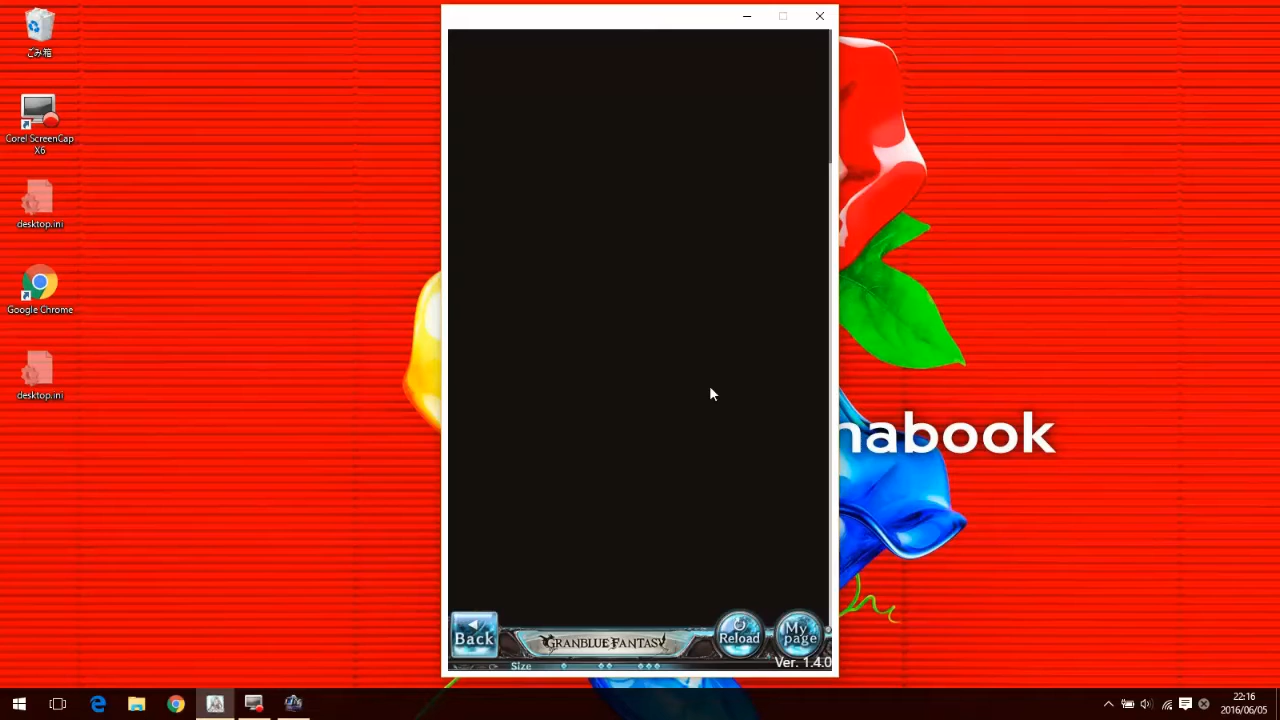 ごみ箱
Corel ScreenCap
X6
desktop.ini
Google Chrome
desktop.ini
nabook
Back
GRANBLUE FANTASY
Reload
My
page
Size
Ver. 1.4.0
22:16
2016/06/05